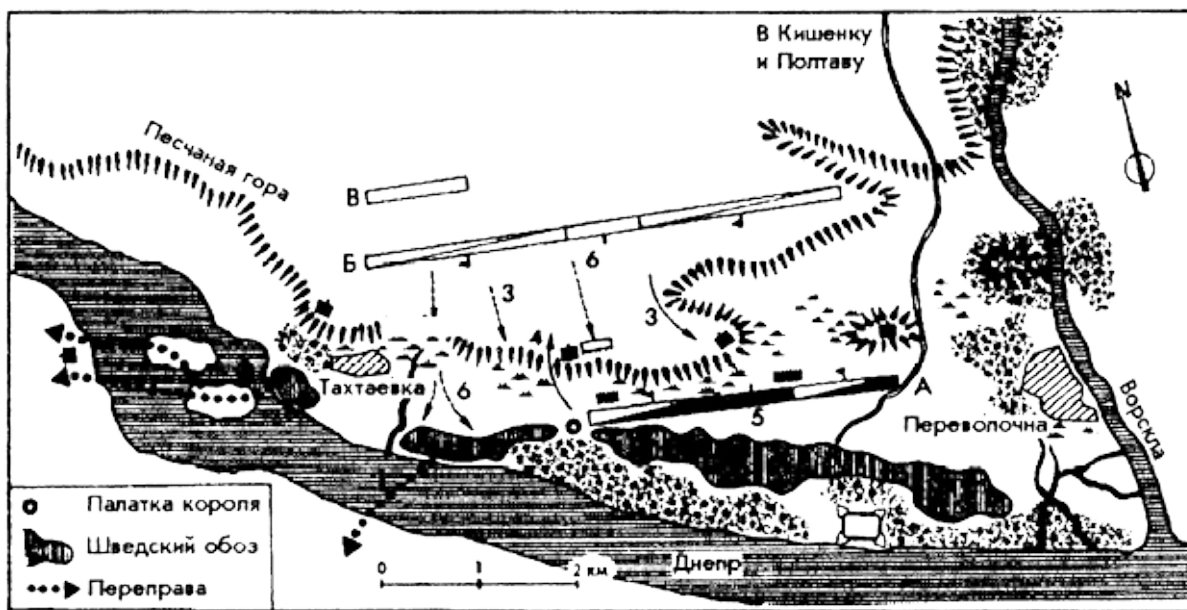 В Кишенку
и Полтаву
N
Песчаная гора
В
Б
6
3
3
4
Тахтаевка
6
5
А
Переволочна
Ворскла
Палатка короля
Шведский обоз
Переправа
0 1 2 км
Днепр